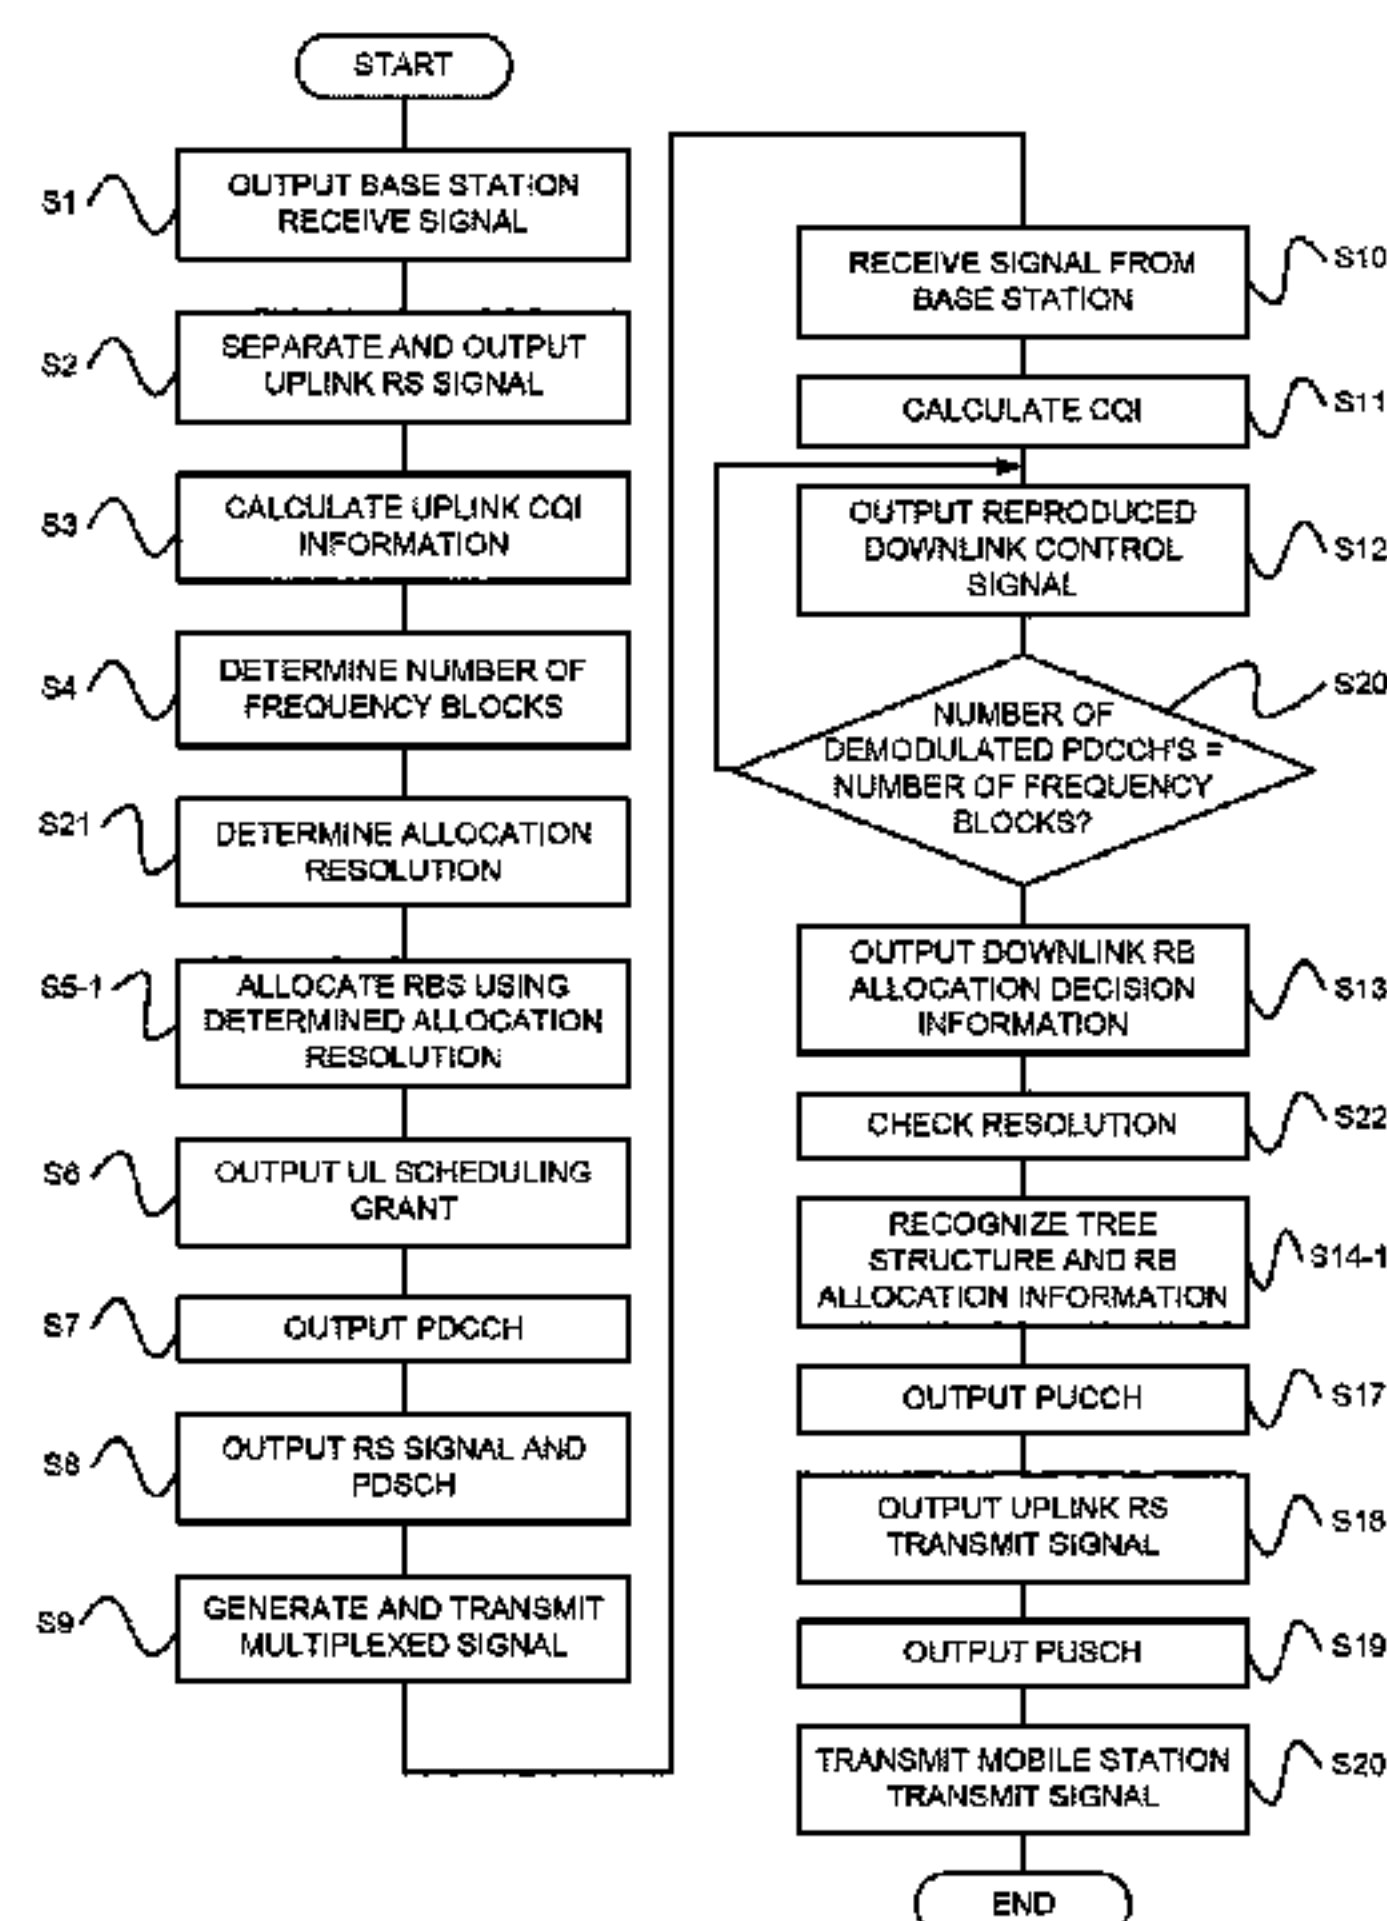 START
S1
OUTPUT BASE STATION
RECEIVE SIGNAL
S2
SEPARATE AND OUTPUT
UPLINK RS SIGNAL
S3
CALCULATE UPLINK CQI
INFORMATION
S4
DETERMINE NUMBER OF
FREQUENCY BLOCKS
S21
DETERMINE ALLOCATION
RESOLUTION
S5-1
ALLOCATE RBS USING
DETERMINED ALLOCATION
RESOLUTION
S6
OUTPUT UL SCHEDULING
GRANT
S7
OUTPUT PDCCH
S8
OUTPUT RS SIGNAL AND
PDSCH
S9
GENERATE AND TRANSMIT
MULTIPLEXED SIGNAL
RECEIVE SIGNAL FROM
BASE STATION
S10
CALCULATE CQI
S11
OUTPUT REPRODUCED
DOWNLINK CONTROL
SIGNAL
S12
NUMBER OF
DEMODULATED PDCCH'S =
NUMBER OF FREQUENCY
BLOCKS?
S20
OUTPUT DOWNLINK RB
ALLOCATION DECISION
INFORMATION
S13
CHECK RESOLUTION
S22
RECOGNIZE TREE
STRUCTURE AND RB
ALLOCATION INFORMATION
S14-1
OUTPUT PUCCH
S17
OUTPUT UPLINK RS
TRANSMIT SIGNAL
S18
OUTPUT PUSCH
S19
TRANSMIT MOBILE STATION
TRANSMIT SIGNAL
S20
END